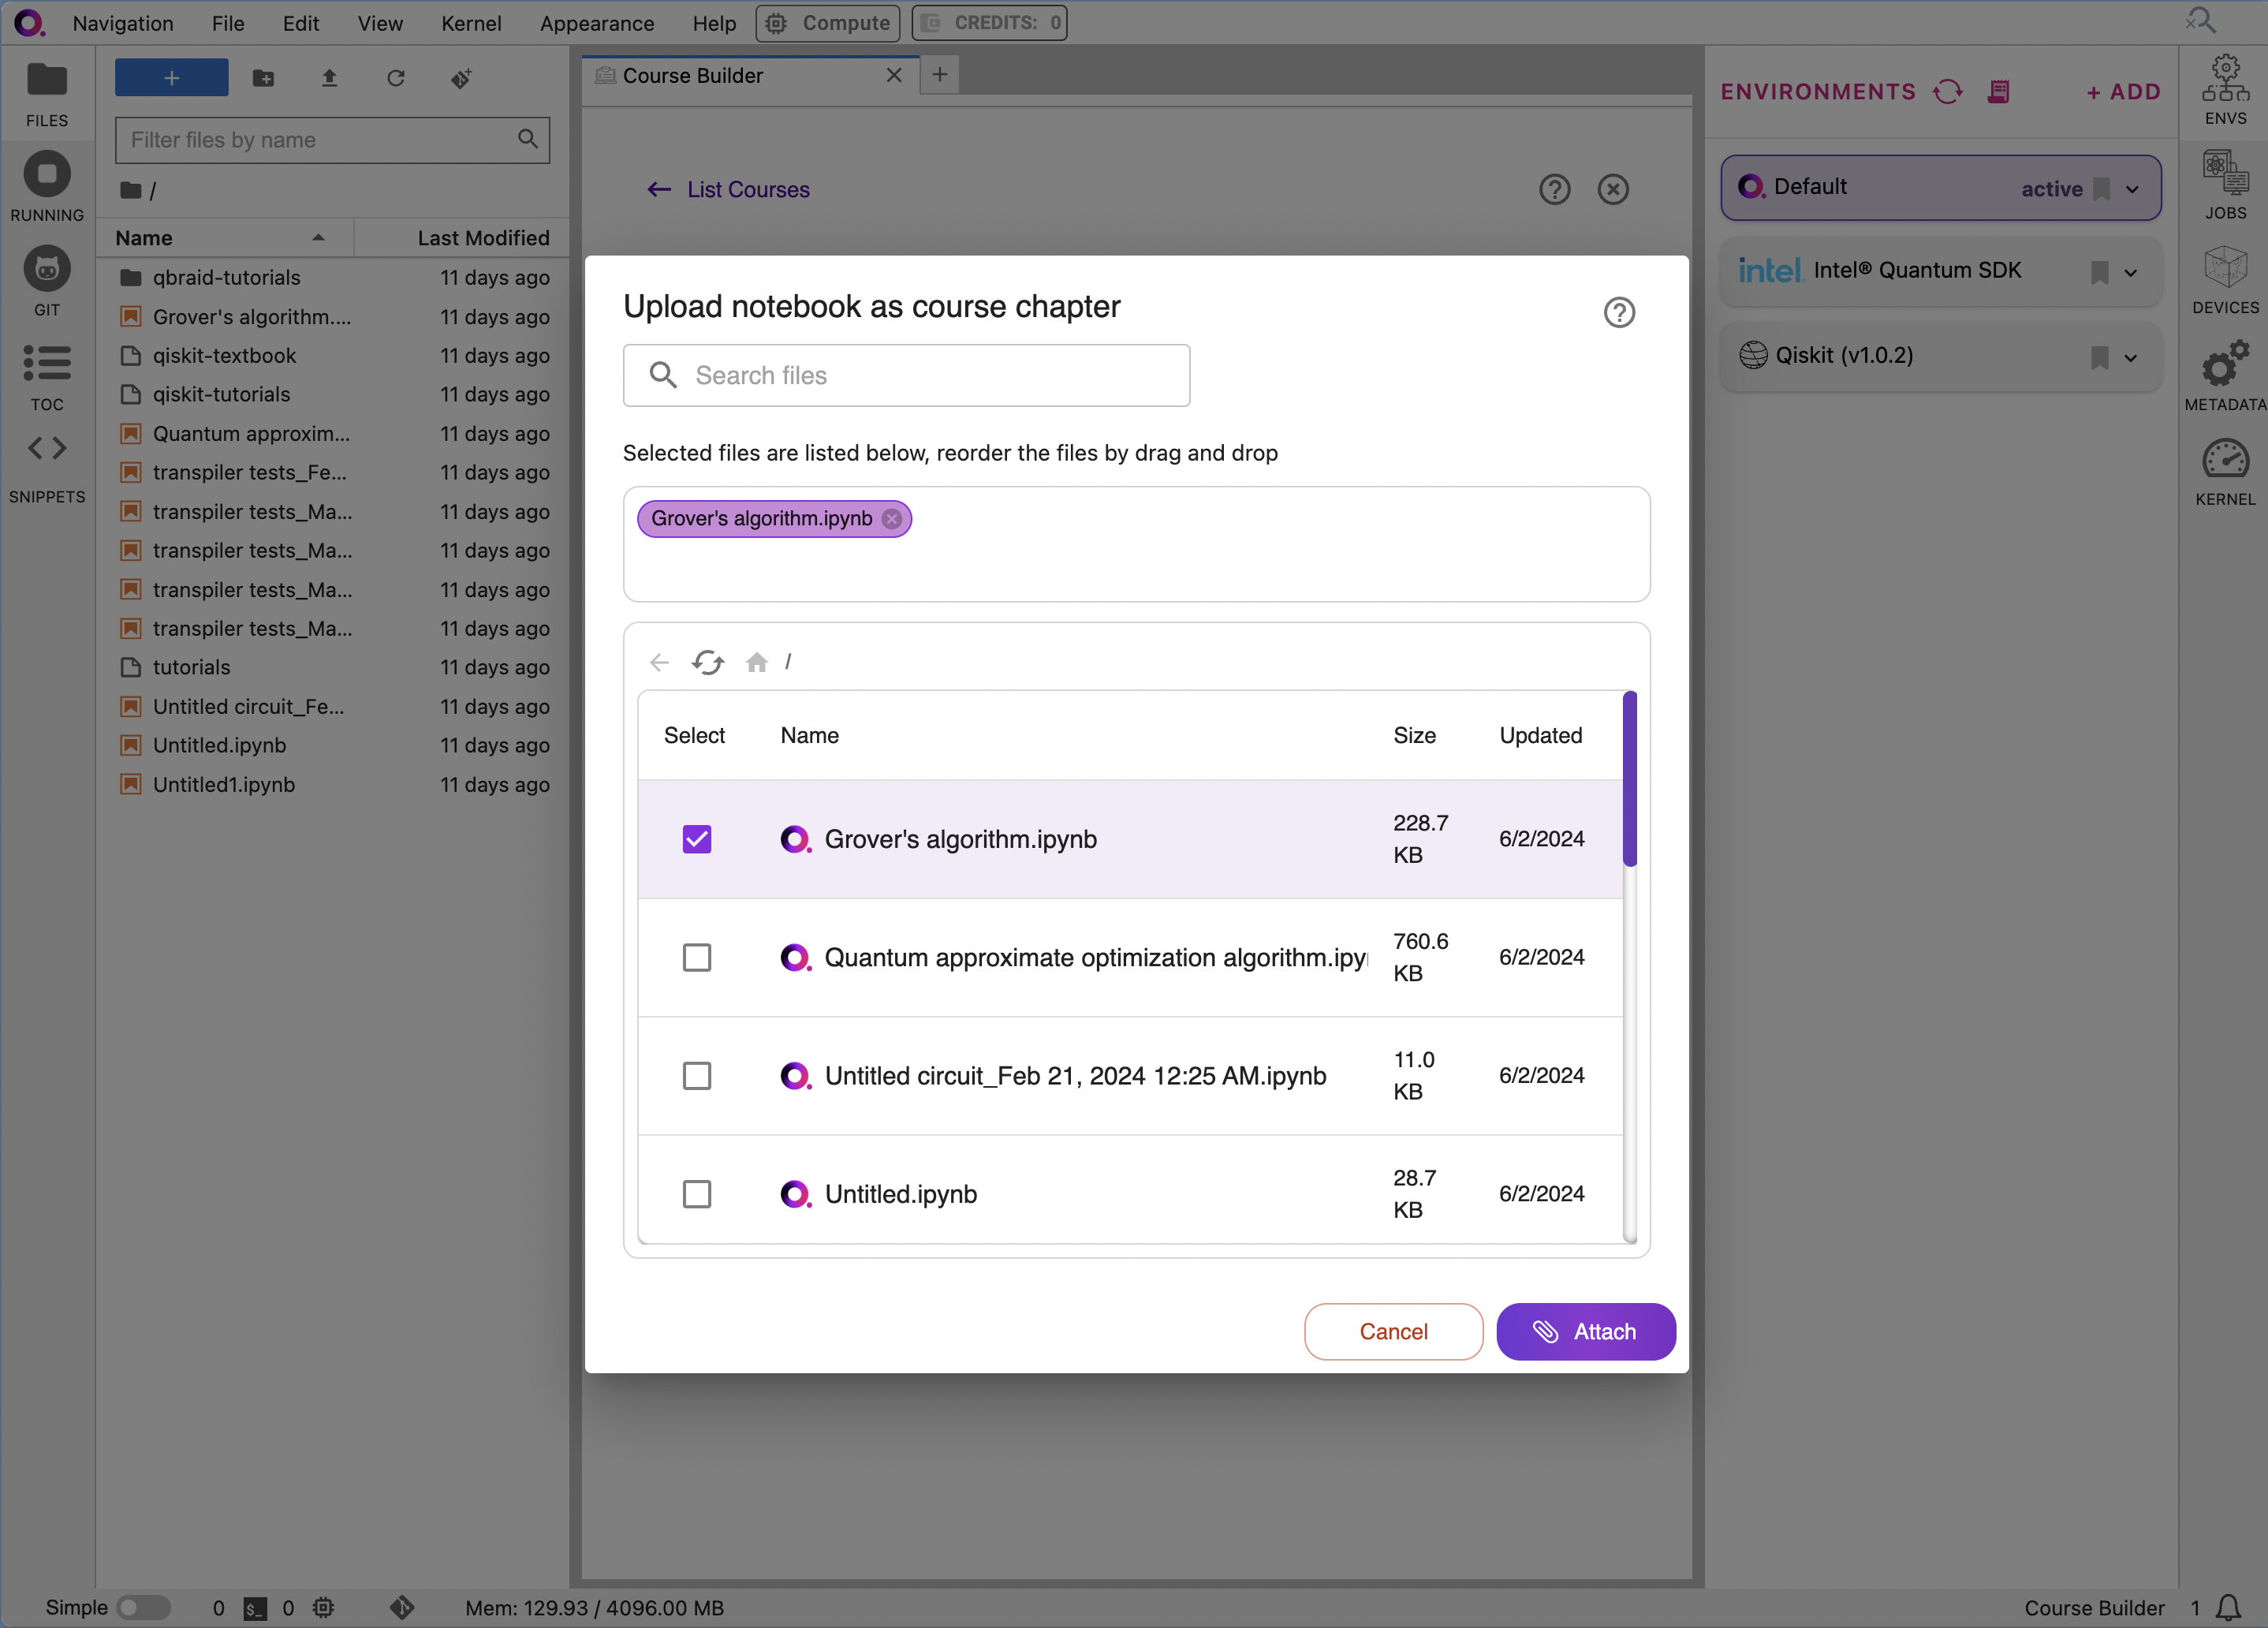 Navigation File Edit View Kernel Appearance Help Compute CREDITS: 0
FILES
RUNNING
GIT
TOC
SNIPPETS
+
Filter files by name
/
Name Last Modified
qbraid-tutorials 11 days ago
Grover's algorithm.... 11 days ago
qiskit-textbook 11 days ago
qiskit-tutorials 11 days ago
Quantum approxim... 11 days ago
transpiler tests_Fe... 11 days ago
transpiler tests_Ma... 11 days ago
transpiler tests_Ma... 11 days ago
transpiler tests_Ma... 11 days ago
transpiler tests_Ma... 11 days ago
tutorials 11 days ago
Untitled circuit_Fe... 11 days ago
Untitled.ipynb 11 days ago
Untitled1.ipynb 11 days ago
Course Builder
List Courses
Upload notebook as course chapter
Search files
Selected files are listed below, reorder the files by drag and drop
Grover's algorithm.ipynb
/
Select Name Size Updated
Grover's algorithm.ipynb 228.7 KB 6/2/2024
Quantum approximate optimization algorithm.ipy 760.6 KB 6/2/2024
Untitled circuit_Feb 21, 2024 12:25 AM.ipynb 11.0 KB 6/2/2024
Untitled.ipynb 28.7 KB 6/2/2024
Cancel Attach
ENVIRONMENTS + ADD
Default active
intel. Intel® Quantum SDK
Qiskit (v1.0.2)
ENVS
JOBS
DEVICES
METADATA
KERNEL
Simple 0 $_ 0 Mem: 129.93 / 4096.00 MB Course Builder 1